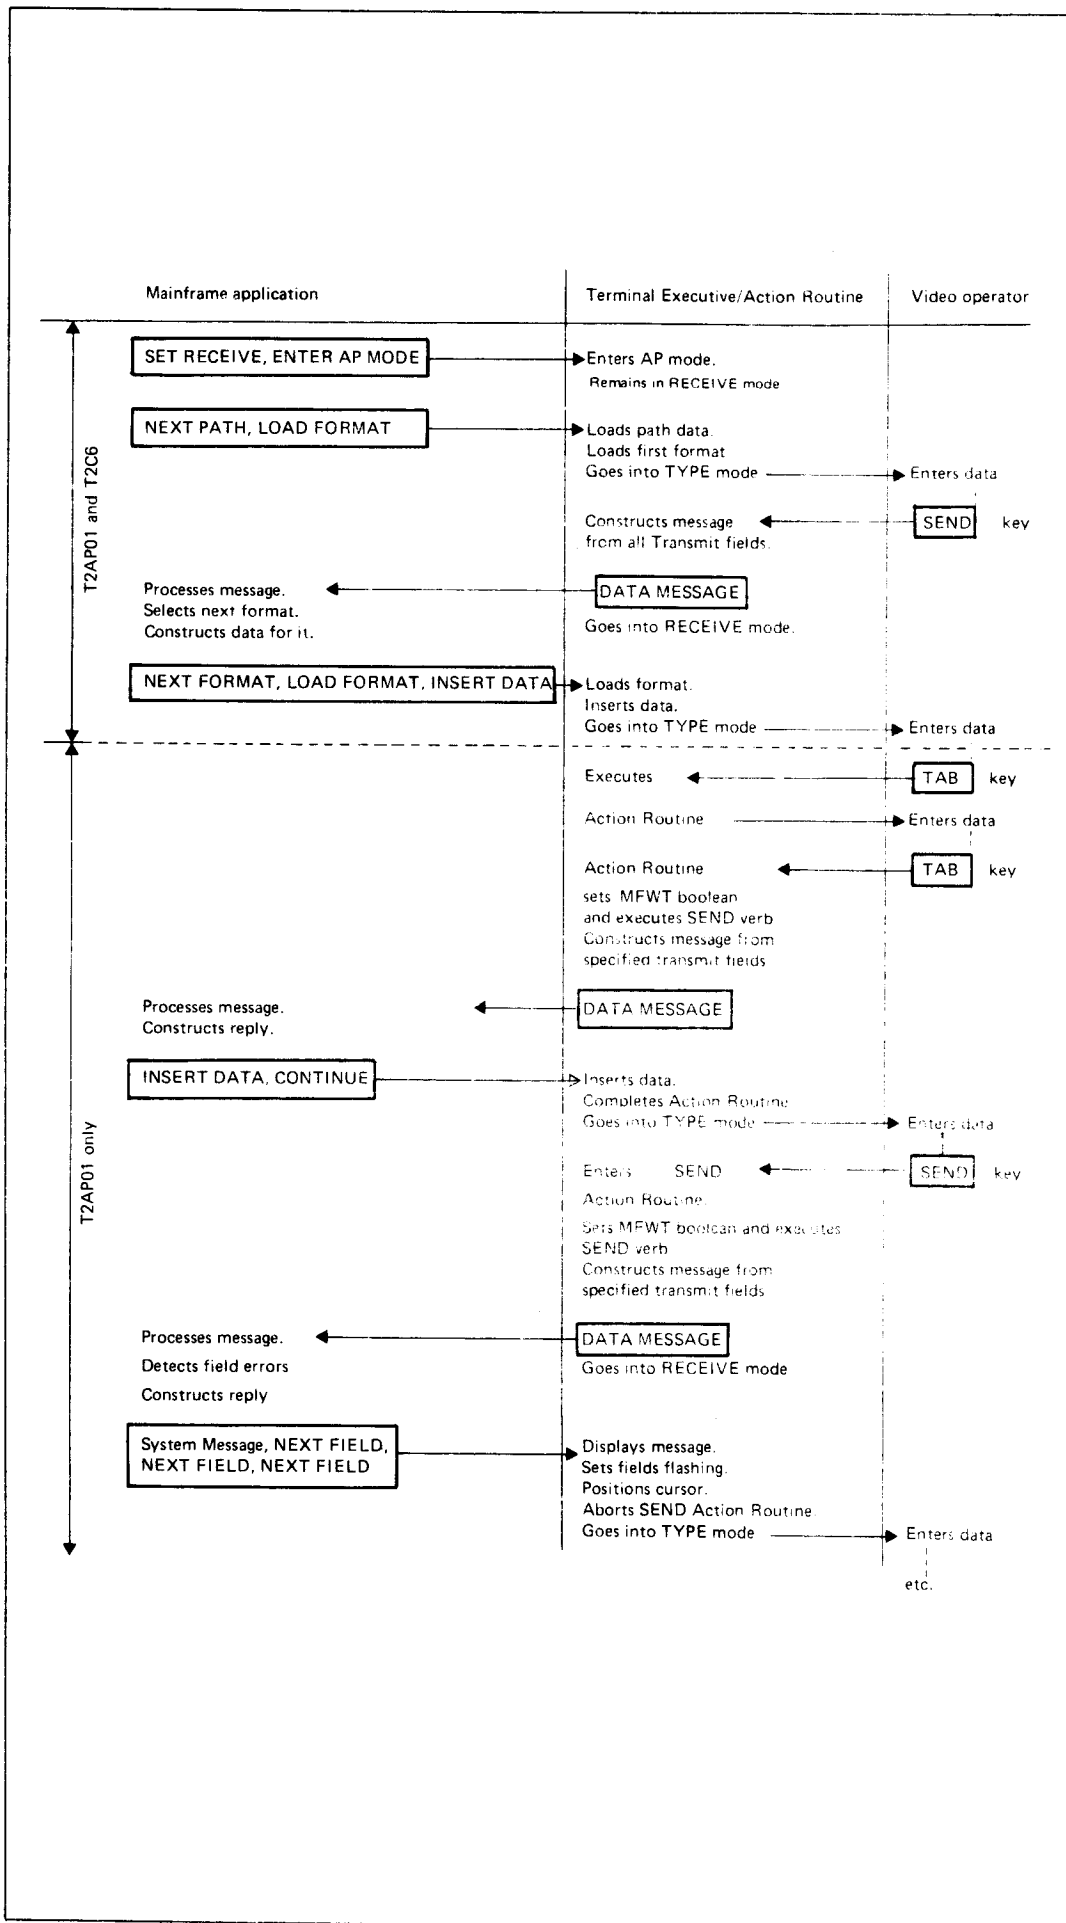 Mainframe application
Terminal Executive/Action Routine
Video operator
T2AP01 and T2C6
SET RECEIVE, ENTER AP MODE
Enters AP mode.
Remains in RECEIVE mode
NEXT PATH, LOAD FORMAT
Loads path data.
Loads first format
Goes into TYPE mode
Enters data
Constructs message
from all Transmit fields.
SEND key
Processes message.
Selects next format.
Constructs data for it.
DATA MESSAGE
Goes into RECEIVE mode.
NEXT FORMAT, LOAD FORMAT, INSERT DATA
Loads format.
Inserts data.
Goes into TYPE mode
Enters data
T2AP01 only
Executes
TAB key
Action Routine
Enters data
Action Routine
TAB key
sets MFWT boolean
and executes SEND verb
Constructs message from
specified transmit fields
Processes message.
Constructs reply.
DATA MESSAGE
INSERT DATA, CONTINUE
Inserts data.
Completes Action Routine
Goes into TYPE mode
Enters data
Enters SEND
SEND key
Action Routine.
Sets MFWT boolean and executes
SEND verb
Constructs message from
specified transmit fields
Processes message.
Detects field errors
Constructs reply
DATA MESSAGE
Goes into RECEIVE mode
System Message, NEXT FIELD,
NEXT FIELD, NEXT FIELD
Displays message.
Sets fields flashing.
Positions cursor.
Aborts SEND Action Routine.
Goes into TYPE mode
Enters data
etc.